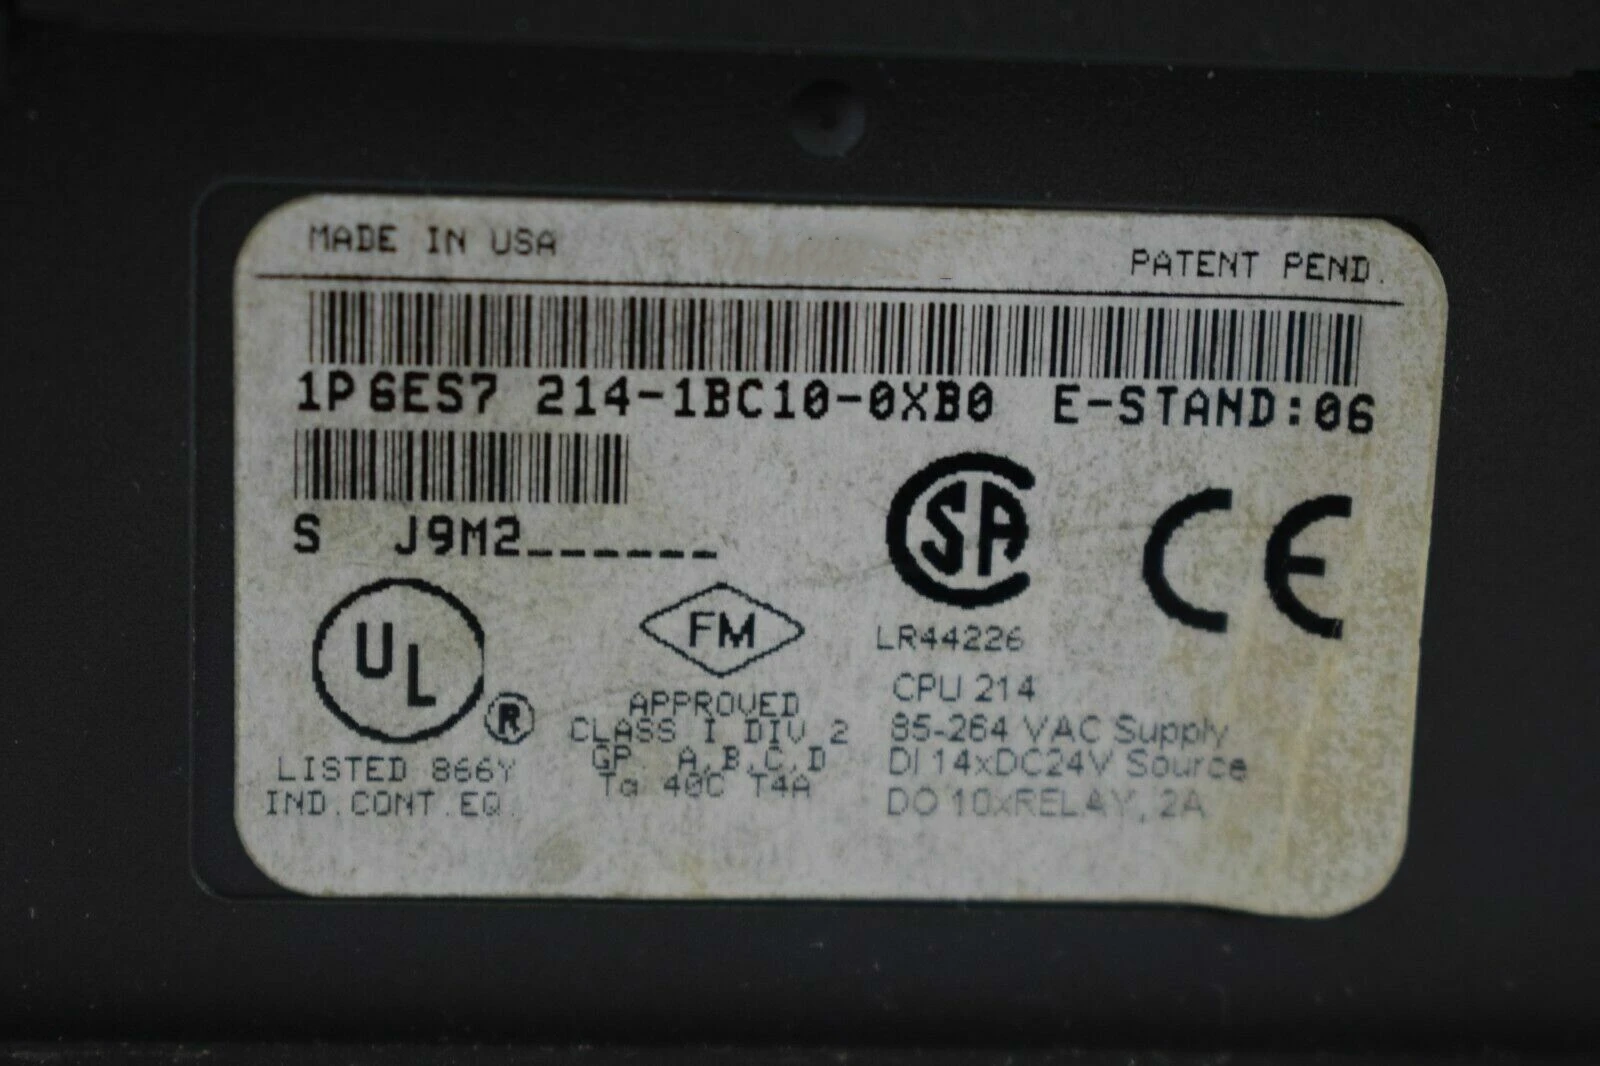 MADE IN USA
PATENT PEND.
1P 6ES7 214-1BC10-0XB0 E-STAND:06
S J9M2______
SA
CE
UL
®
FM
LR44226
APPROVED
CLASS I DIV 2
GP A,B,C,D
Ta 40C T4A
LISTED 866Y
IND.CONT.EQ.
CPU 214
85-264 VAC Supply
DI 14xDC24V Source
DO 10xRELAY, 2A